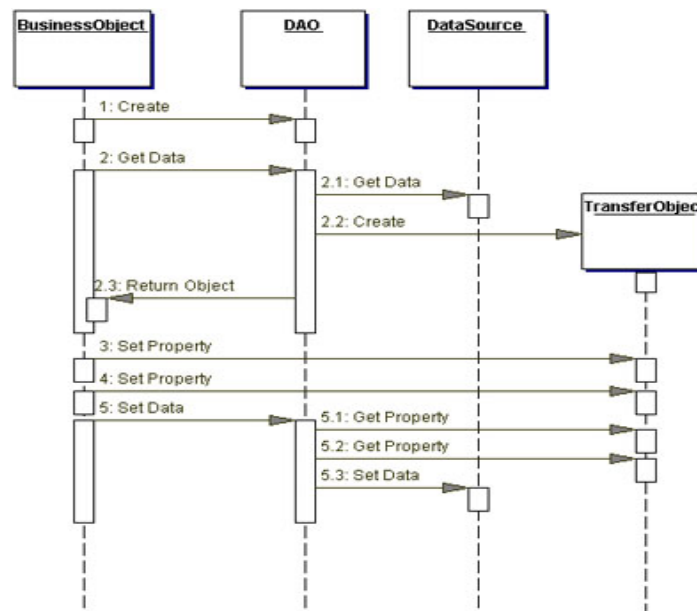 BusinessObject
DAO
DataSource
1: Create
2: Get Data
2.1: Get Data
TransferObjec
2.2: Create
2.3: Return Object
3: Set Property
4: Set Property
5: Set Data
5.1: Get Property
5.2: Get Property
5.3: Set Data